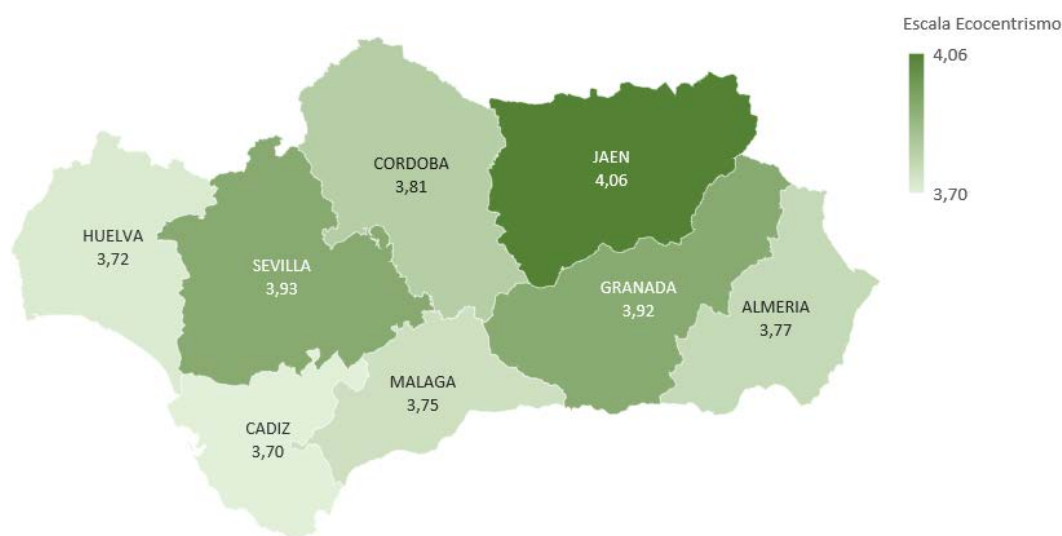 Escala Ecocentrismo
4,06
3,70
JAEN
4,06
CORDOBA
3,81
HUELVA
3,72
SEVILLA
3,93
GRANADA
3,92
ALMERIA
3,77
MALAGA
3,75
CADIZ
3,70